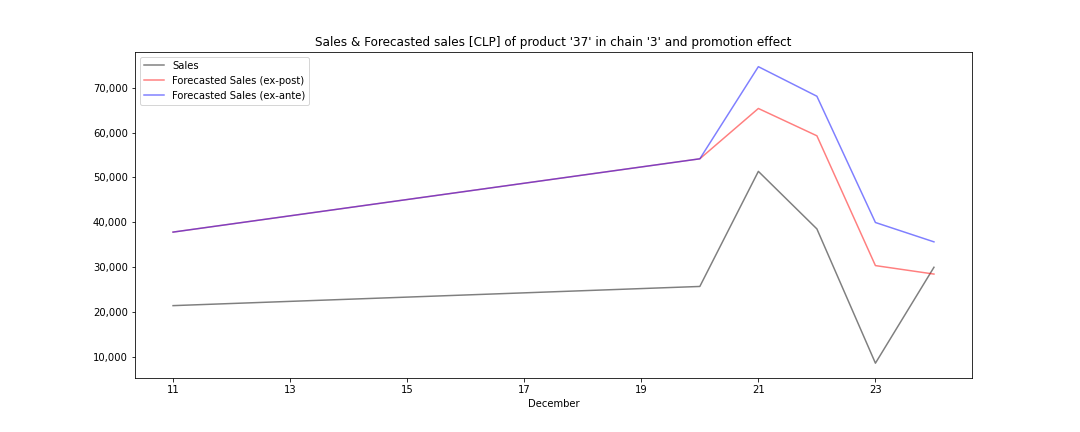 Sales & Forecasted sales [CLP] of product '37' in chain '3' and promotion effect
Sales
Forecasted Sales (ex-post)
Forecasted Sales (ex-ante)
70,000
60,000
50,000
40,000
30,000
20,000
10,000
11 13 15 17 19 21 23
December